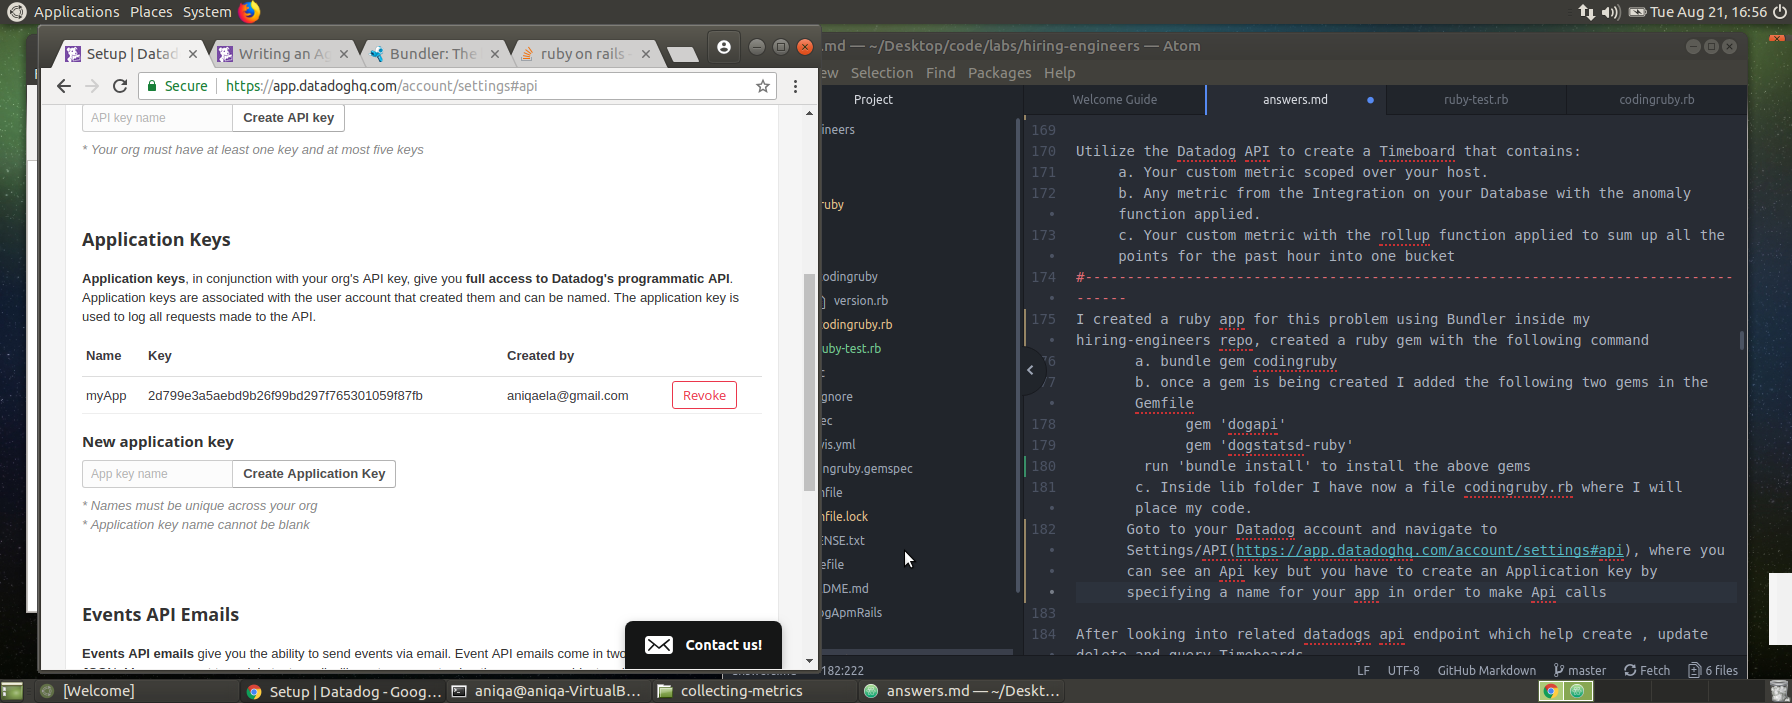 Applications Places System
Tue Aug 21, 16:56
Setup | Datad
Writing an Ag
Bundler: The
ruby on rails
Secure
https://app.datadoghq.com/account/settings#api
API key name
Create API key
* Your org must have at least one key and at most five keys
Application Keys
Application keys, in conjunction with your org's API key, give you full access to Datadog's programmatic API.
Application keys are associated with the user account that created them and can be named. The application key is
used to log all requests made to the API.
Name Key Created by
myApp 2d799e3a5aebd9b26f99bd297f765301059f87fb aniqaela@gmail.com Revoke
New application key
App key name
Create Application Key
* Names must be unique across your org
* Application key name cannot be blank
Events API Emails
Events API emails give you the ability to send events via email. Event API emails come in two
Contact us!
.md — ~/Desktop/code/labs/hiring-engineers — Atom
ew Selection Find Packages Help
Project
ineers
ruby
odingruby
version.rb
odingruby.rb
uby-test.rb
gnore
ec
vis.yml
ngruby.gemspec
nfile
nfile.lock
ENSE.txt
efile
DME.md
ogApmRails
Welcome Guide
answers.md
ruby-test.rb
codingruby.rb
169
170 Utilize the Datadog API to create a Timeboard that contains:
171 a. Your custom metric scoped over your host.
172 b. Any metric from the Integration on your Database with the anomaly
function applied.
173 c. Your custom metric with the rollup function applied to sum up all the
points for the past hour into one bucket
174 #-----------------------------------------------------------------------------
------
175 I created a ruby app for this problem using Bundler inside my
hiring-engineers repo, created a ruby gem with the following command
76 a. bundle gem codingruby
77 b. once a gem is being created I added the following two gems in the
Gemfile
178 gem 'dogapi'
179 gem 'dogstatsd-ruby'
180 run 'bundle install' to install the above gems
181 c. Inside lib folder I have now a file codingruby.rb where I will
place my code.
182 Goto to your Datadog account and navigate to
Settings/API(https://app.datadoghq.com/account/settings#api), where you
can see an Api key but you have to create an Application key by
specifying a name for your app in order to make Api calls
183
184 After looking into related datadogs api endpoint which help create , update
delete and query Timeboards
182:222
LF UTF-8 GitHub Markdown master Fetch 6 files
[Welcome]
Setup | Datadog - Goog...
aniqa@aniqa-VirtualB...
collecting-metrics
answers.md — ~/Deskt...